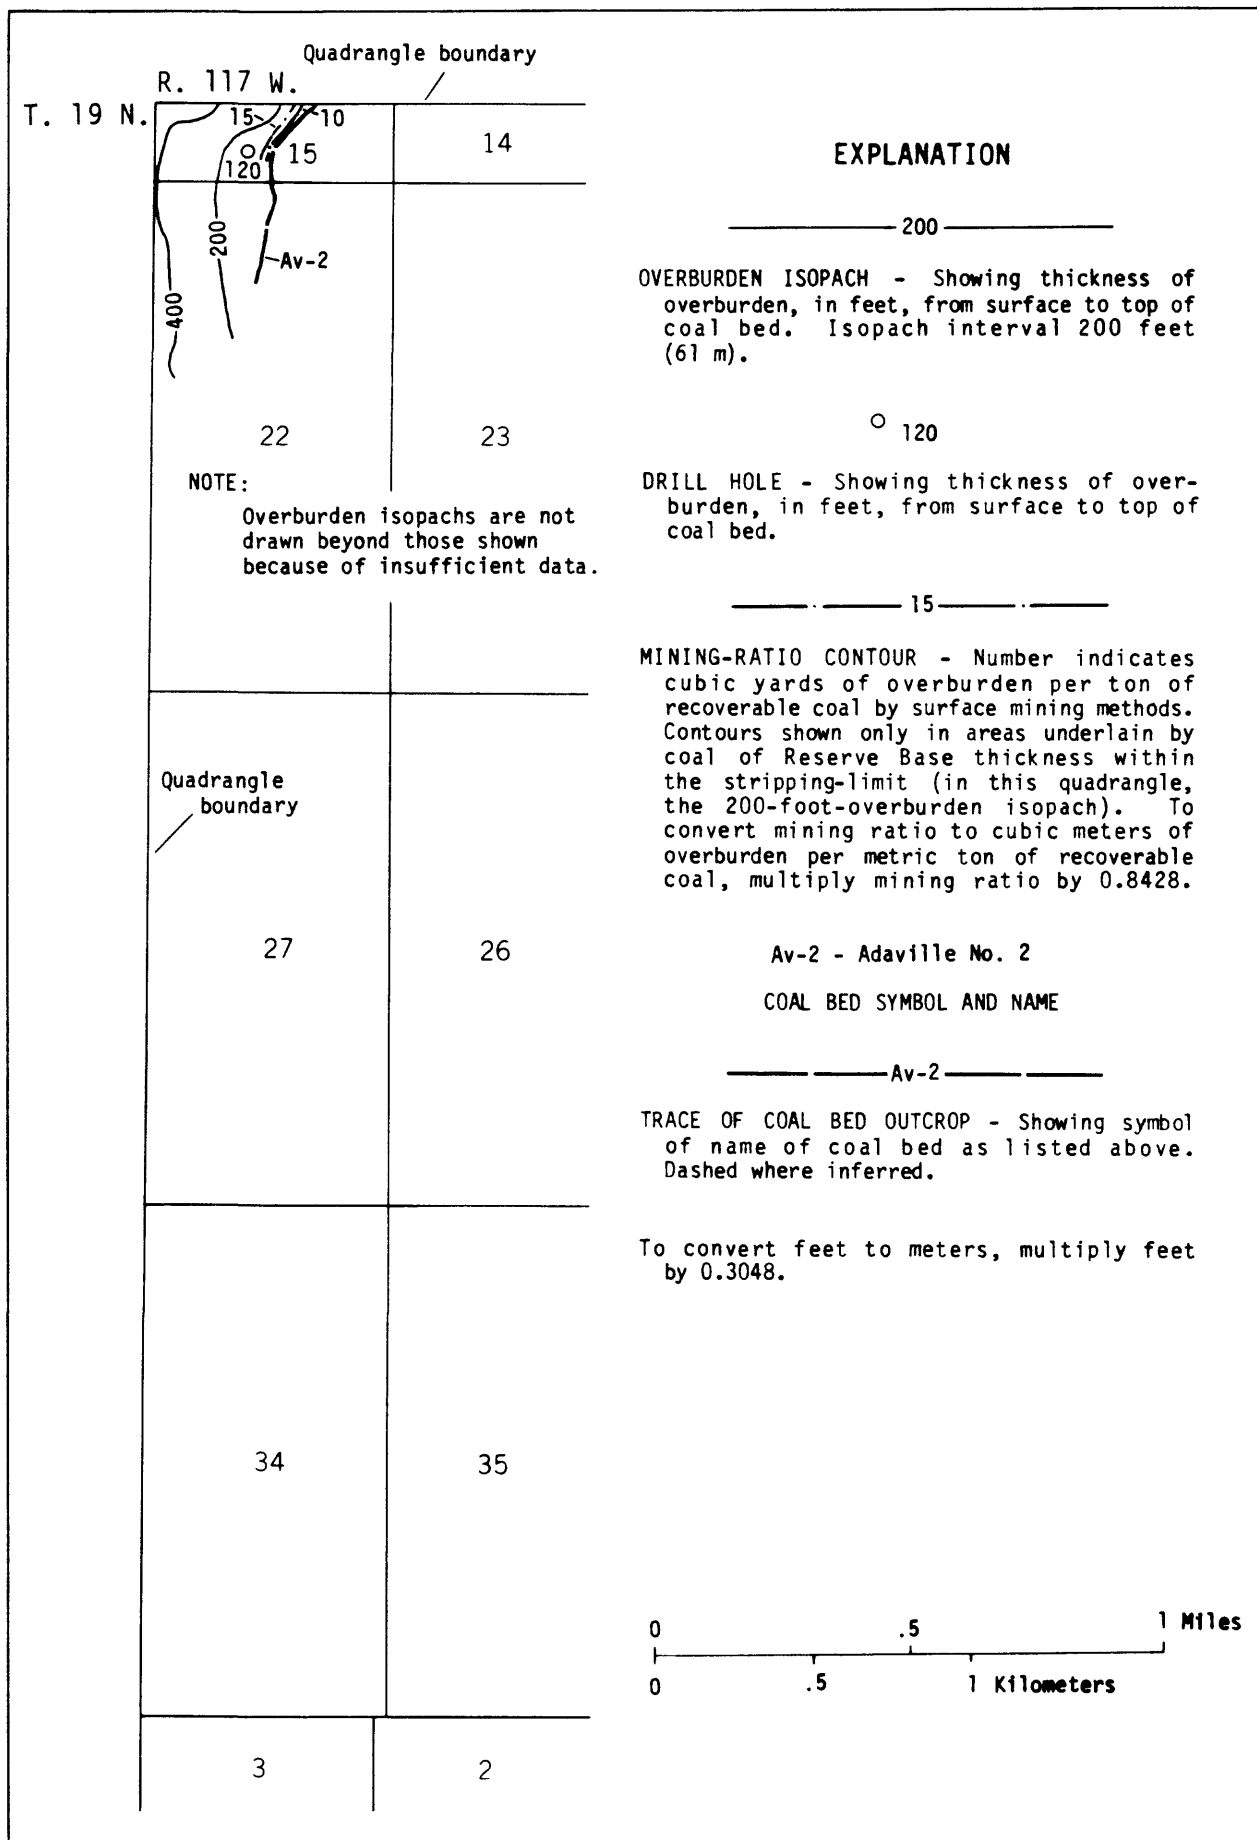 Quadrangle boundary
R. 117 W.
T. 19 N.
15
10
15
14
120
200
Av-2
400
22
23
NOTE:
Overburden isopachs are not
drawn beyond those shown
because of insufficient data.
Quadrangle
boundary
27
26
34
35
3
2
EXPLANATION
200
OVERBURDEN ISOPACH - Showing thickness of
overburden, in feet, from surface to top of
coal bed. Isopach interval 200 feet
(61 m).
120
DRILL HOLE - Showing thickness of over-
burden, in feet, from surface to top of
coal bed.
15
MINING-RATIO CONTOUR - Number indicates
cubic yards of overburden per ton of
recoverable coal by surface mining methods.
Contours shown only in areas underlain by
coal of Reserve Base thickness within
the stripping-limit (in this quadrangle,
the 200-foot-overburden isopach). To
convert mining ratio to cubic meters of
overburden per metric ton of recoverable
coal, multiply mining ratio by 0.8428.
Av-2 - Adaville No. 2
COAL BED SYMBOL AND NAME
Av-2
TRACE OF COAL BED OUTCROP - Showing symbol
of name of coal bed as listed above.
Dashed where inferred.
To convert feet to meters, multiply feet
by 0.3048.
0 .5 1 Miles
0 .5 1 Kilometers